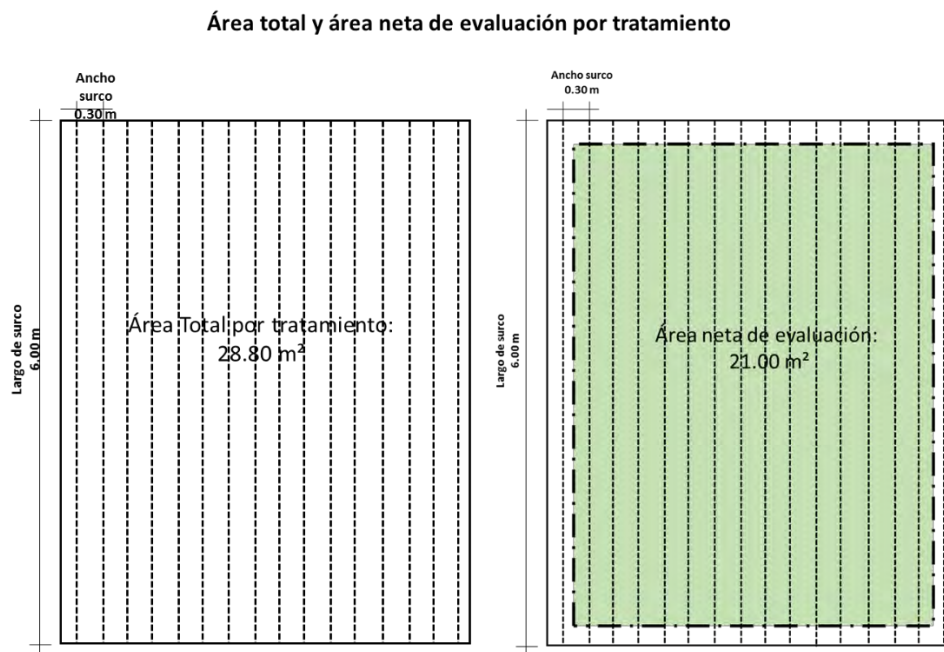 Área total y área neta de evaluación por tratamiento
Ancho
surco
0.30 m
Largo de surco
6.00 m
Área Total por tratamiento:
28.80 m²
Ancho surco
0.30 m
Largo de surco
6.00 m
Área neta de evaluación:
21.00 m²